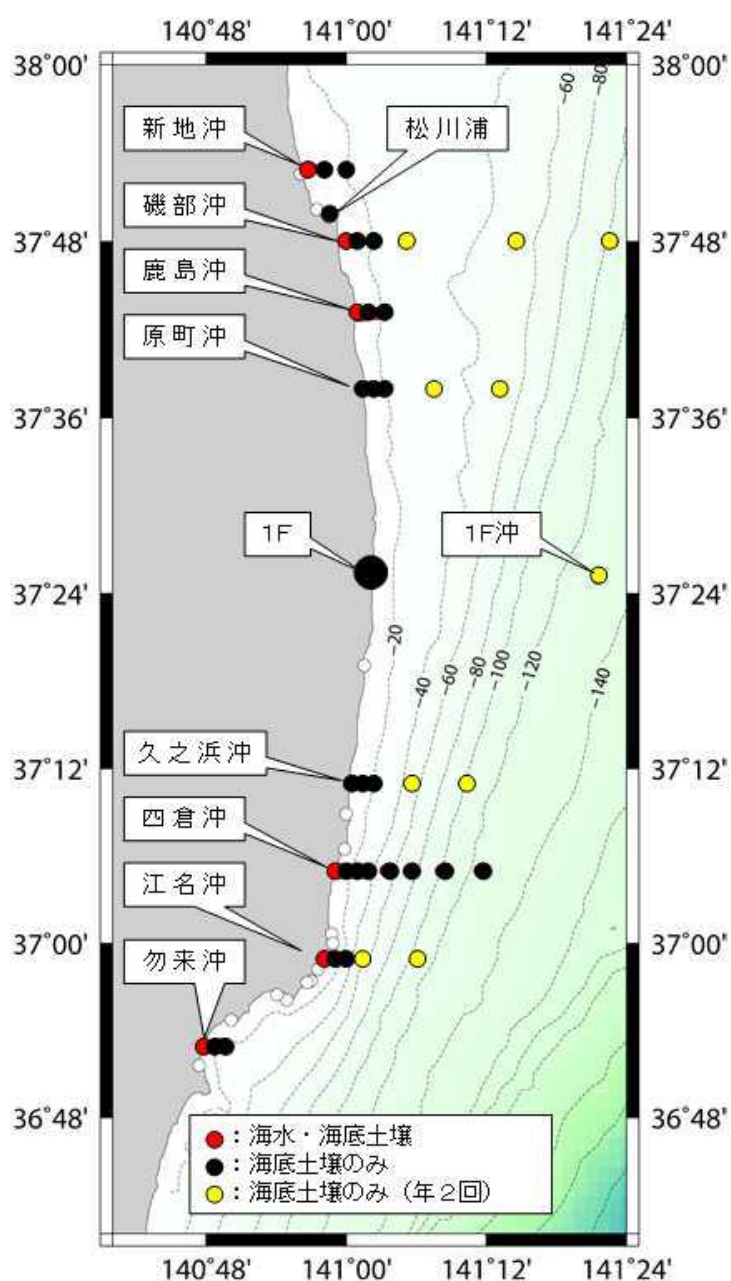 140˚48' 141˚00' 141˚12' 141˚24'
38˚00' 38˚00'
−60
−80
新地沖
松川浦
磯部沖
37˚48' 37˚48'
鹿島沖
原町沖
37˚36' 37˚36'
1F
1F沖
37˚24' 37˚24'
−20
−40
−60
−80
−100
−120
−140
久之浜沖
37˚12' 37˚12'
四倉沖
江名沖
37˚00' 37˚00'
勿来沖
36˚48' 36˚48'
：海水・海底土壌
：海底土壌のみ
：海底土壌のみ（年２回）
140˚48' 141˚00' 141˚12' 141˚24'